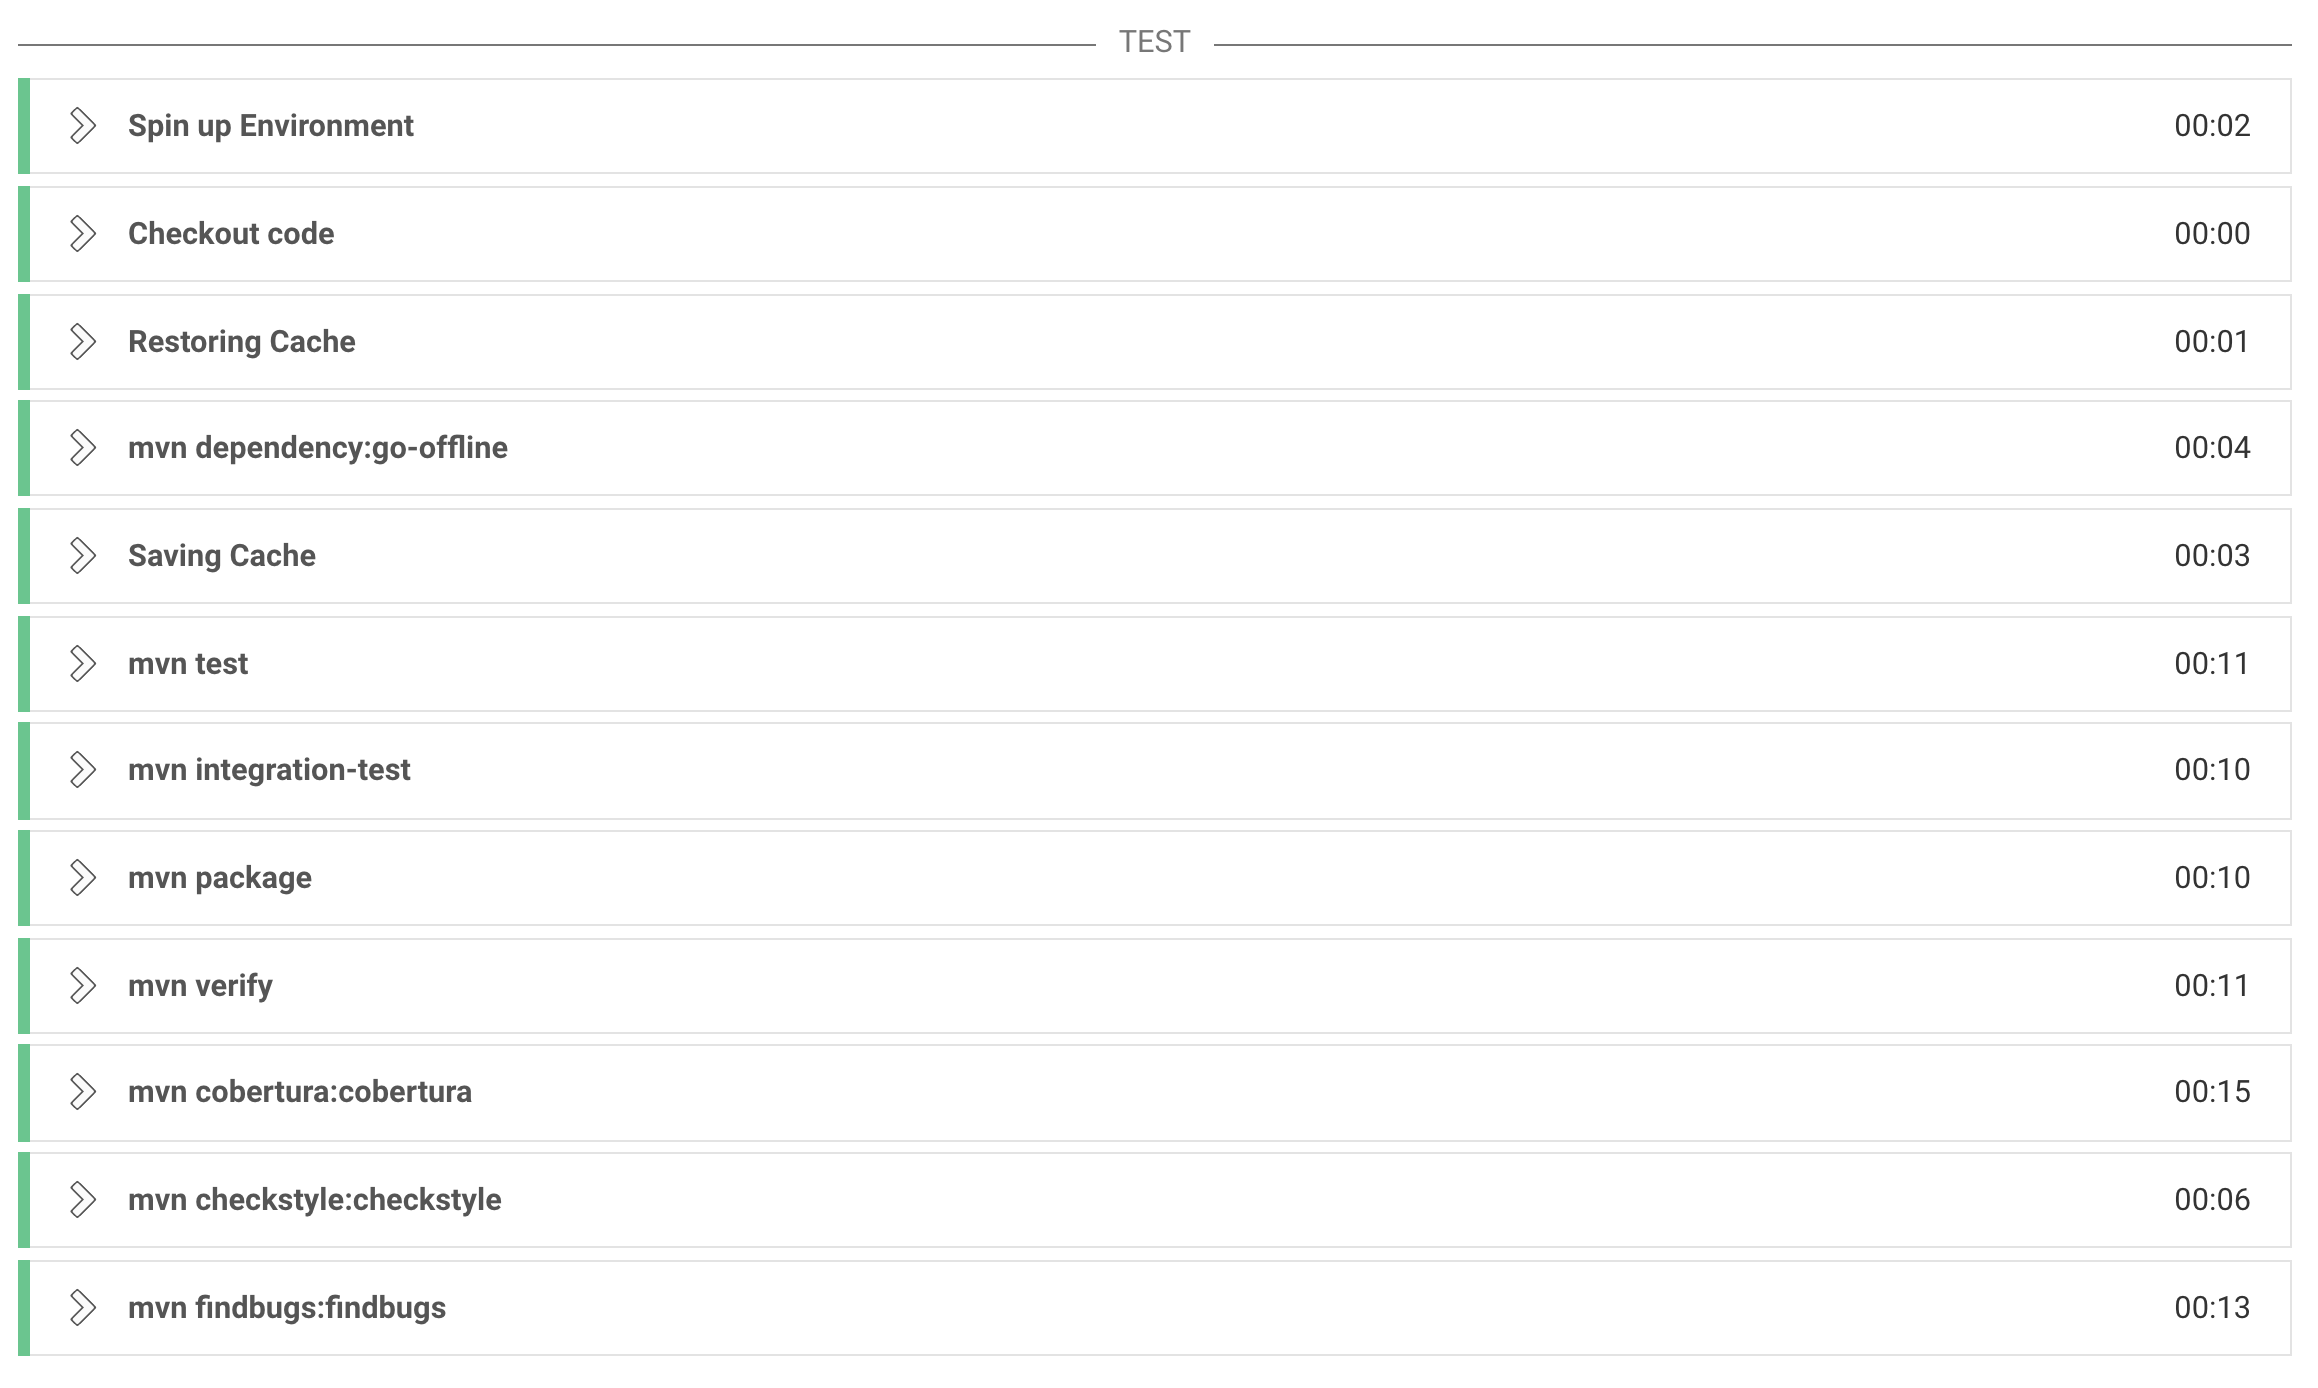 TEST
Spin up Environment 00:02
Checkout code 00:00
Restoring Cache 00:01
mvn dependency:go-offline 00:04
Saving Cache 00:03
mvn test 00:11
mvn integration-test 00:10
mvn package 00:10
mvn verify 00:11
mvn cobertura:cobertura 00:15
mvn checkstyle:checkstyle 00:06
mvn findbugs:findbugs 00:13